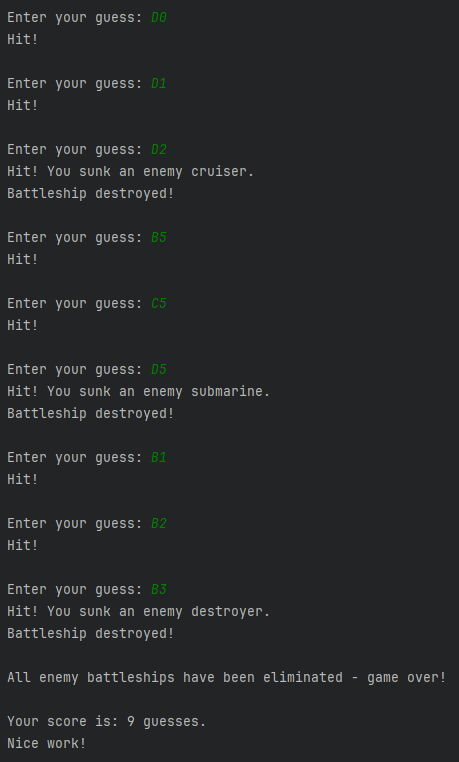 Enter your guess: D0
Hit!
Enter your guess: D1
Hit!
Enter your guess: D2
Hit! You sunk an enemy cruiser.
Battleship destroyed!
Enter your guess: B5
Hit!
Enter your guess: C5
Hit!
Enter your guess: D5
Hit! You sunk an enemy submarine.
Battleship destroyed!
Enter your guess: B1
Hit!
Enter your guess: B2
Hit!
Enter your guess: B3
Hit! You sunk an enemy destroyer.
Battleship destroyed!
All enemy battleships have been eliminated - game over!
Your score is: 9 guesses.
Nice work!